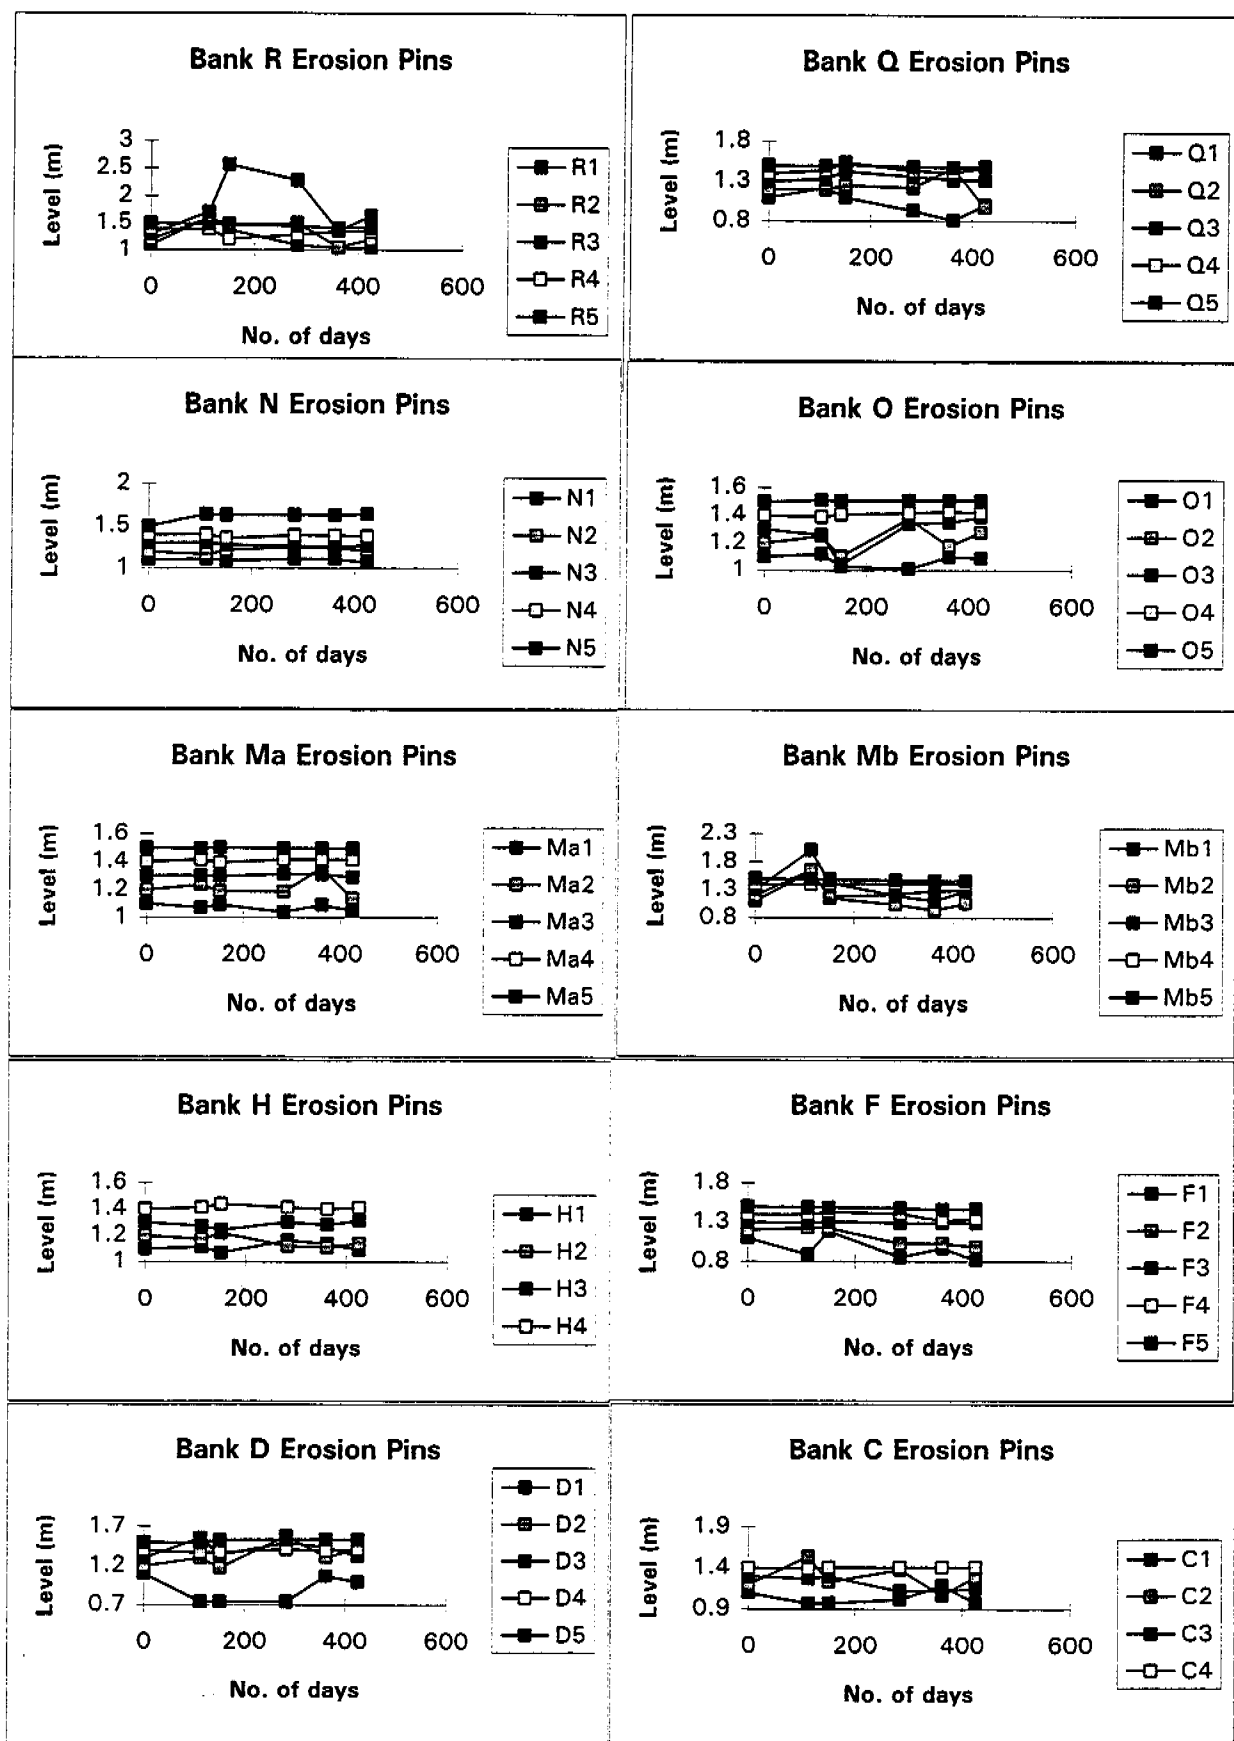 Bank R Erosion Pins
Level (m)
3
2.5
2
1.5
1
0 200 400 600
No. of days
R1
R2
R3
R4
R5
Bank Q Erosion Pins
Level (m)
1.8
1.3
0.8
0 200 400 600
No. of days
Q1
Q2
Q3
Q4
Q5
Bank N Erosion Pins
Level (m)
2
1.5
1
0 200 400 600
No. of days
N1
N2
N3
N4
N5
Bank O Erosion Pins
Level (m)
1.6
1.4
1.2
1
0 200 400 600
No. of days
O1
O2
O3
O4
O5
Bank Ma Erosion Pins
Level (m)
1.6
1.4
1.2
1
0 200 400 600
No. of days
Ma1
Ma2
Ma3
Ma4
Ma5
Bank Mb Erosion Pins
Level (m)
2.3
1.8
1.3
0.8
0 200 400 600
No. of days
Mb1
Mb2
Mb3
Mb4
Mb5
Bank H Erosion Pins
Level (m)
1.6
1.4
1.2
1
0 200 400 600
No. of days
H1
H2
H3
H4
Bank F Erosion Pins
Level (m)
1.8
1.3
0.8
0 200 400 600
No. of days
F1
F2
F3
F4
F5
Bank D Erosion Pins
Level (m)
1.7
1.2
0.7
0 200 400 600
No. of days
D1
D2
D3
D4
D5
Bank C Erosion Pins
Level (m)
1.9
1.4
0.9
0 200 400 600
No. of days
C1
C2
C3
C4